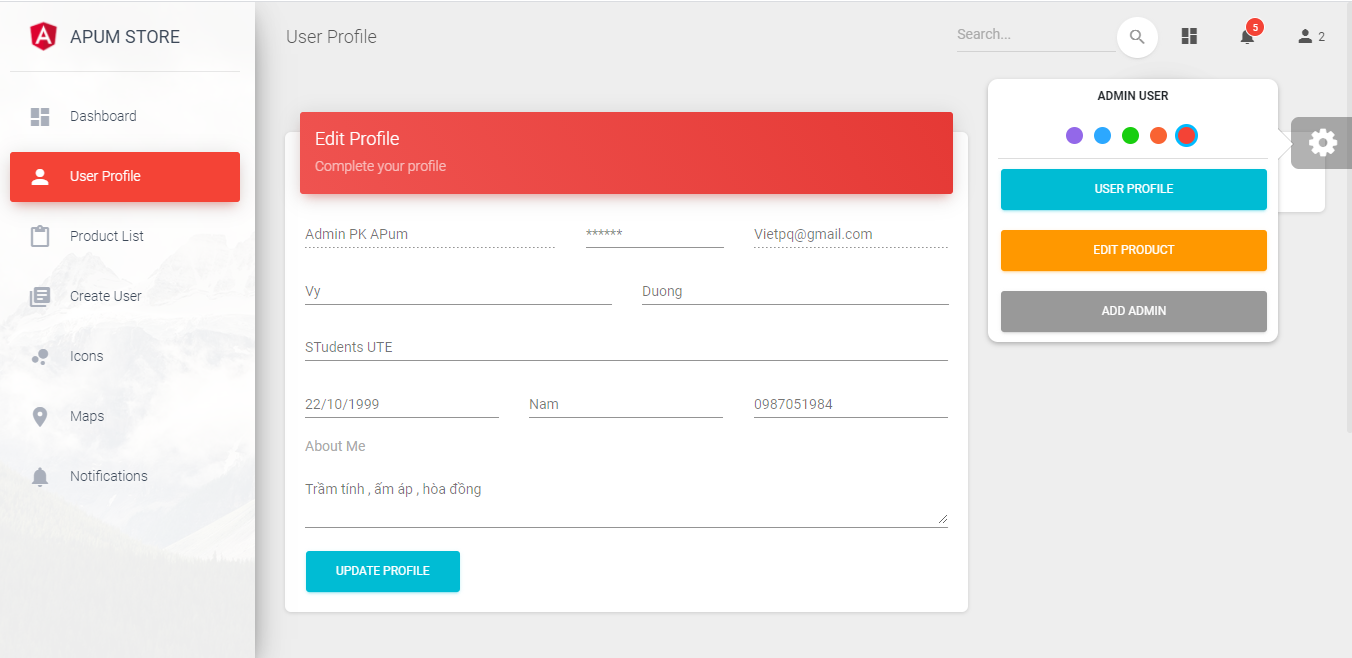 APUM STORE
Dashboard
User Profile
Product List
Create User
Icons
Maps
Notifications
User Profile
Search...
5
2
Edit Profile
Complete your profile
Admin PK APum ****** Vietpq@gmail.com
Vy Duong
STudents UTE
22/10/1999 Nam 0987051984
About Me
Trầm tính , ấm áp , hòa đồng
UPDATE PROFILE
ADMIN USER
USER PROFILE
EDIT PRODUCT
ADD ADMIN